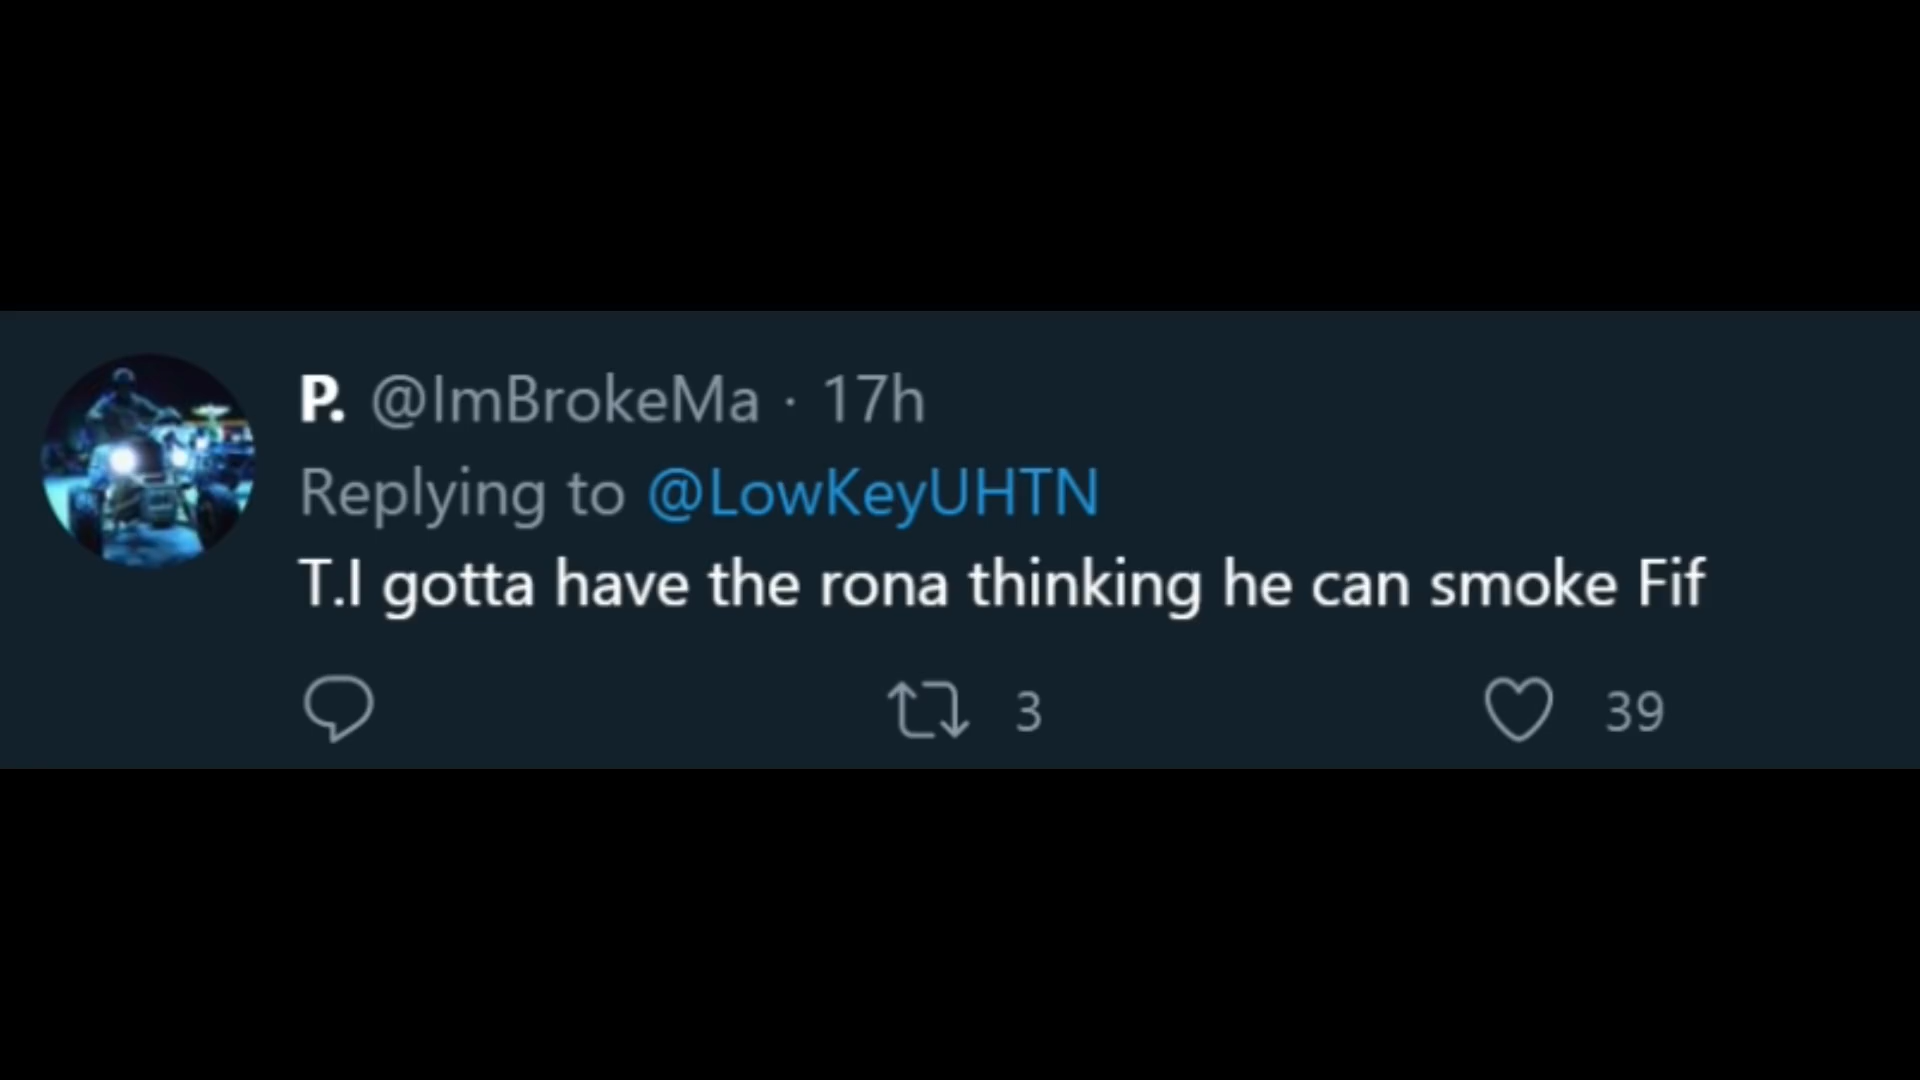 P. @ImBrokeMa · 17h
Replying to @LowKeyUHTN
T.I gotta have the rona thinking he can smoke Fif
3 39